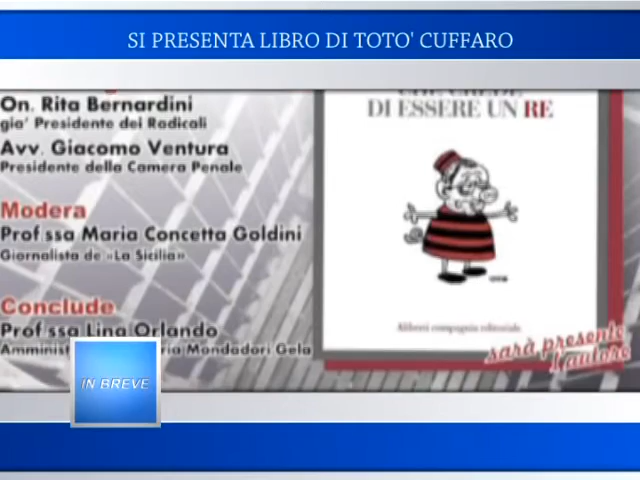 SI PRESENTA LIBRO DI TOTO' CUFFARO
On. Rita Bernardini
gia' Presidente dei Radicali
Avv. Giacomo Ventura
Presidente della Camera Penale
Modera
Prof.ssa Maria Concetta Goldini
Giornalista de «La Sicilia»
Conclude
Prof.ssa Lina Orlando
Mondadori Gela
DI ESSERE UN RE
Aliberti compagnia editoriale
sarà presente
l'autore
IN BREVE